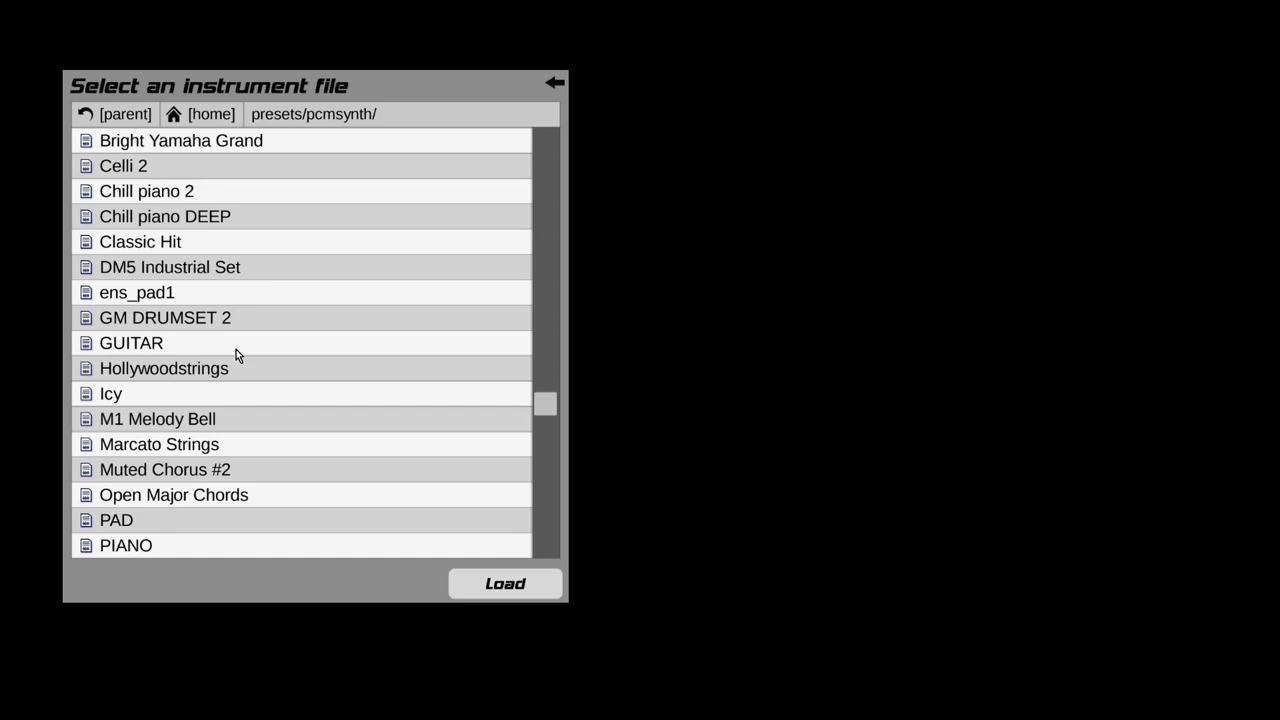 Select an instrument file
[parent] [home] presets/pcmsynth/
Bright Yamaha Grand
Celli 2
Chill piano 2
Chill piano DEEP
Classic Hit
DM5 Industrial Set
ens_pad1
GM DRUMSET 2
GUITAR
Hollywoodstrings
Icy
M1 Melody Bell
Marcato Strings
Muted Chorus #2
Open Major Chords
PAD
PIANO
Load